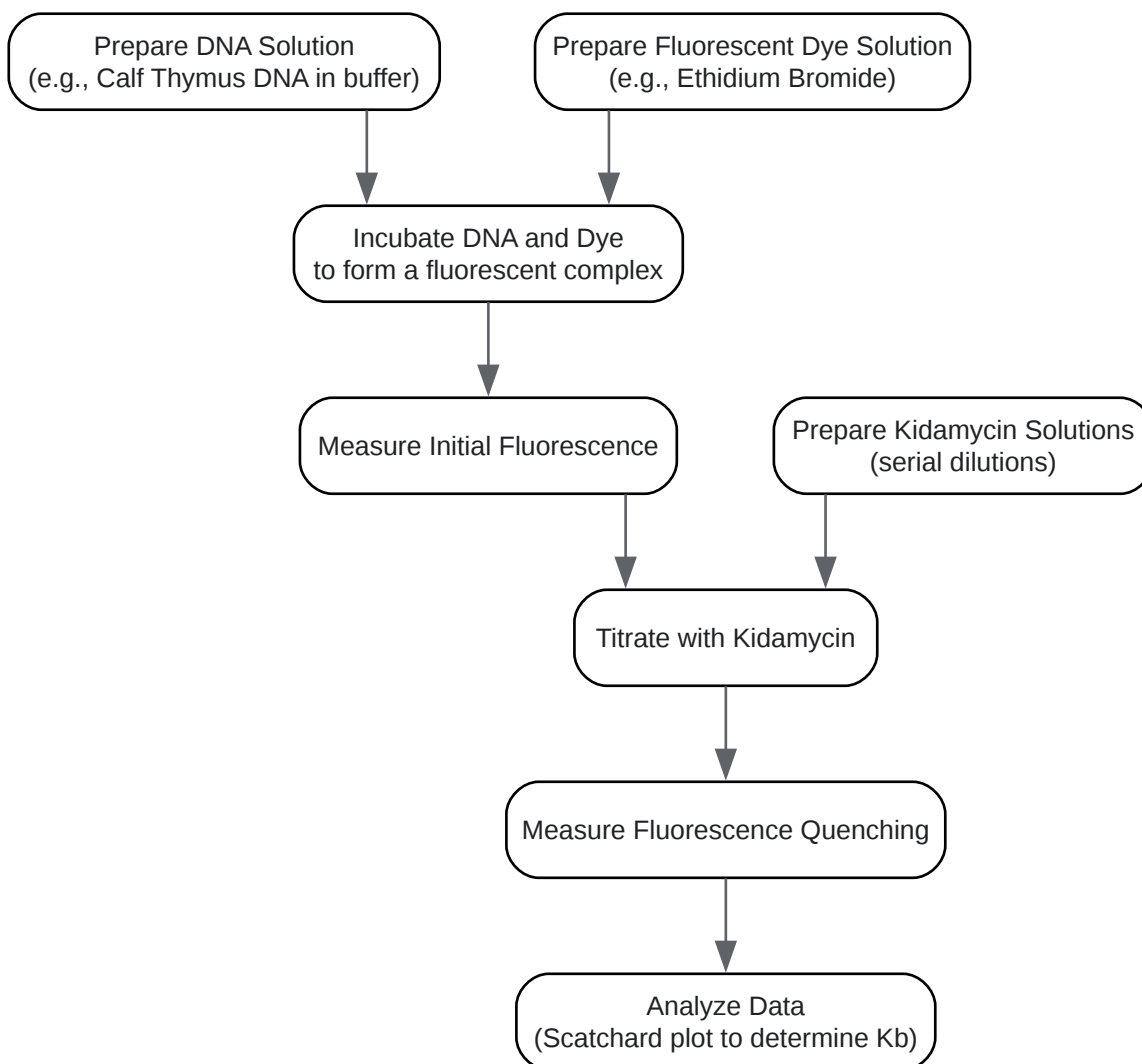 Prepare DNA Solution
(e.g., Calf Thymus DNA in buffer)
Prepare Fluorescent Dye Solution
(e.g., Ethidium Bromide)
Incubate DNA and Dye
to form a fluorescent complex
Measure Initial Fluorescence
Prepare Kidamycin Solutions
(serial dilutions)
Titrate with Kidamycin
Measure Fluorescence Quenching
Analyze Data
(Scatchard plot to determine Kb)